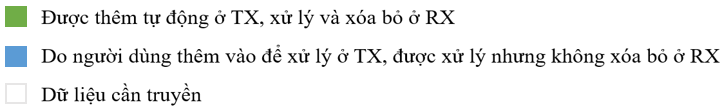 Được thêm tự động ở TX, xử lý và xóa bỏ ở RX
Do người dùng thêm vào để xử lý ở TX, được xử lý nhưng không xóa bỏ ở RX
Dữ liệu cần truyền